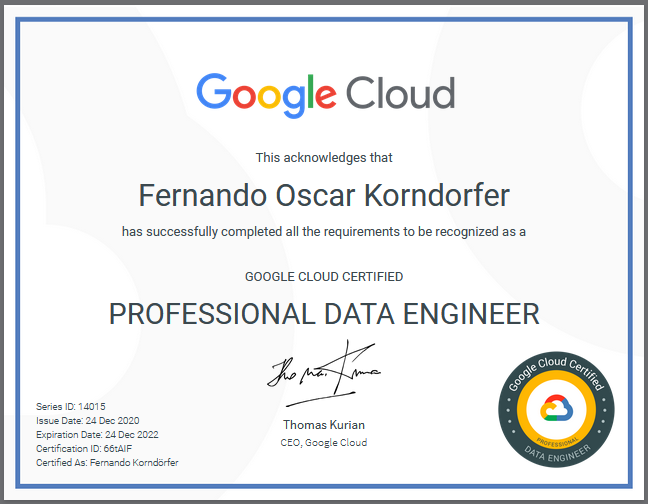 Google Cloud
This acknowledges that
Fernando Oscar Korndorfer
has successfully completed all the requirements to be recognized as a
GOOGLE CLOUD CERTIFIED
PROFESSIONAL DATA ENGINEER
Thomas Kurian
CEO, Google Cloud
Series ID: 14015
Issue Date: 24 Dec 2020
Expiration Date: 24 Dec 2022
Certification ID: 66tAIF
Certified As: Fernando Korndörfer
Google Cloud Certified
PROFESSIONAL
DATA ENGINEER